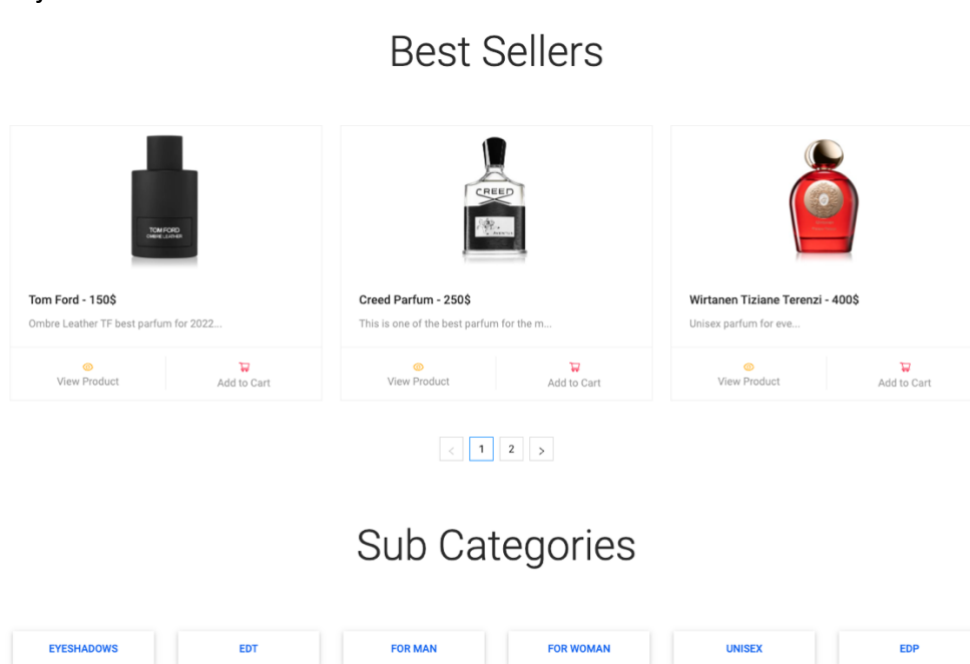 Best Sellers
TOM FORD
OMBRE LEATHER
CREED
Tom Ford - 150$
Creed Parfum - 250$
Wirtanen Tiziane Terenzi - 400$
Ombre Leather TF best parfum for 2022...
This is one of the best parfum for the m...
Unisex parfum for eve...
View Product
Add to Cart
View Product
Add to Cart
View Product
Add to Cart
< 1 2 >
Sub Categories
EYESHADOWS
EDT
FOR MAN
FOR WOMAN
UNISEX
EDP